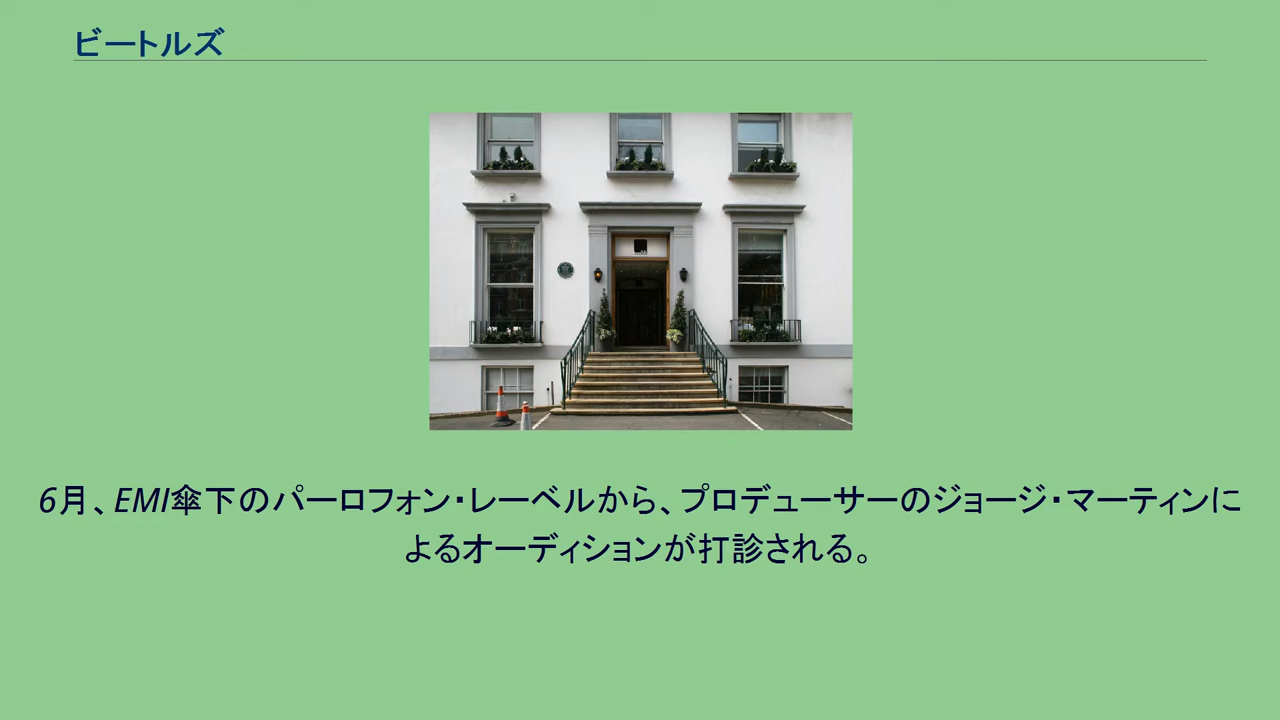 ビートルズ
6月、EMI傘下のパーロフォン・レーベルから、プロデューサーのジョージ・マーティンに
よるオーディションが打診される。